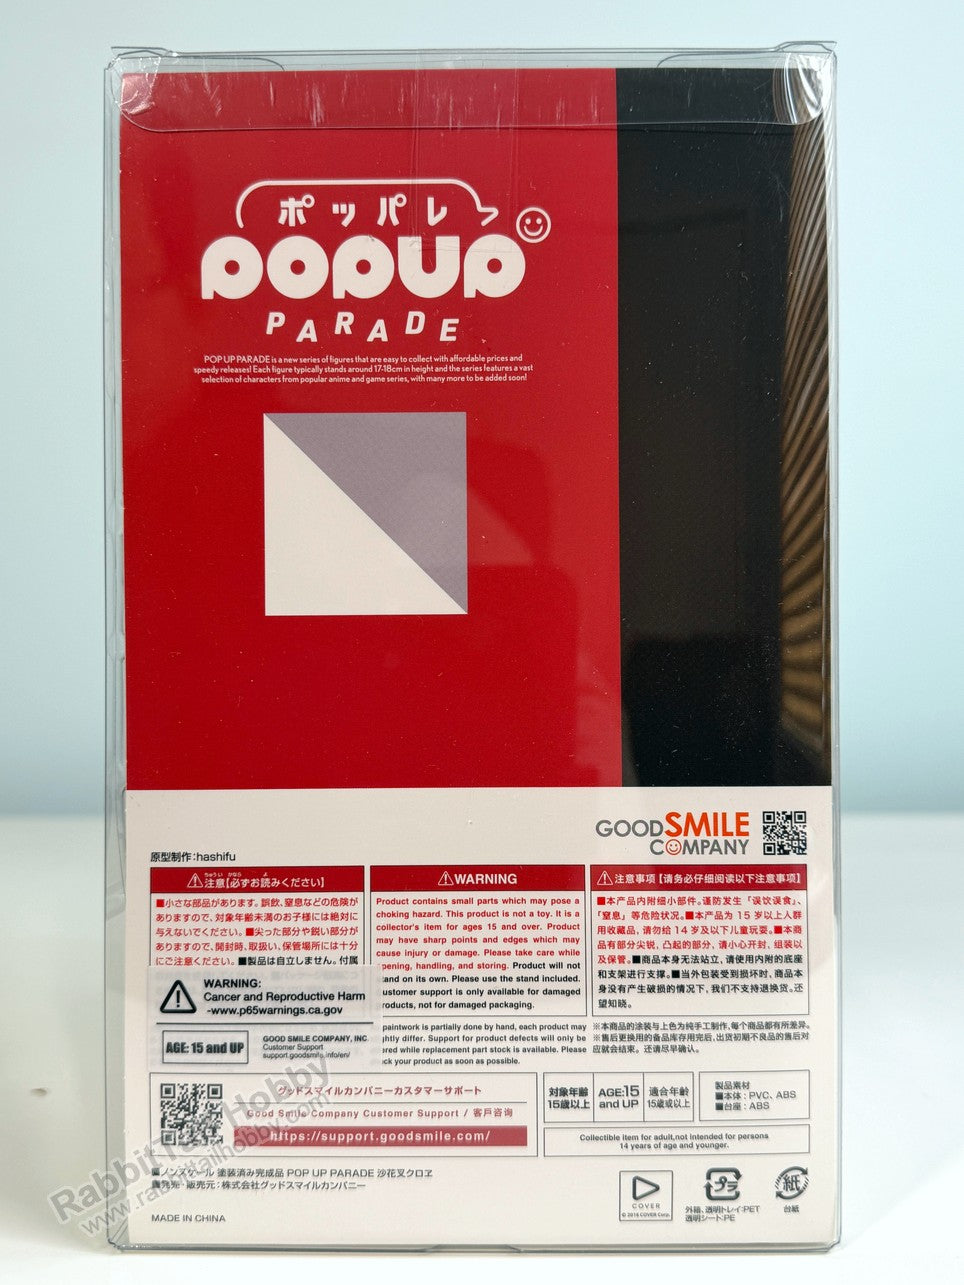 ポッパレ
POPUP
PARADE
POP UP PARADE is a new series of figures that are easy to collect with affordable prices and
speedy releases! Each figure typically stands around 17-18cm in height and the series features a vast
selection of characters from popular anime and game series, with many more to be added soon!
GOODSMILE
COMPANY
原型制作:hashifu
ちゅうい かなら よ
⚠注意【必ずお読みください】
■小さな部品があります。誤飲、窒息などの危険が
ありますので、対象年齢未満のお子様には絶対に
与えないでください。■尖った部分や鋭い部分が
ありますので、開封時、取扱い、保管場所には十分
にご注意ください。■製品は自立しません。付属
⚠WARNING
Product contains small parts which may pose a
choking hazard. This product is not a toy. It is a
collector's item for ages 15 and over. Product
may have sharp points and edges which may
cause injury or damage. Please take care while
pening, handling, and storing. Product will not
and on its own. Please use the stand included.
ustomer support is only available for damaged
roducts, not for damaged packaging.
paintwork is partially done by hand, each product may
ghtly differ. Support for product defects will only be
ered while replacement part stock is available. Please
ck your product as soon as possible.
⚠注意事项【请务必仔细阅读以下注意事项】
■本产品内附细小部件。谨防发生「误饮误食」、
「窒息」等危险状况。■本产品为 15 岁以上人群
用收藏品，请勿给 14 岁及以下儿童玩耍。■本商
品有部分尖锐、凸起的部分、请小心开封、组装以
及保管。■商品本身无法站立，请使用内附的底座
和支架进行支撑。■当外包装受到损坏时，商品本
身没有产生破损的情况下，我们不支持退换货。还
望知晓。
※本商品的涂装与上色为纯手工制作，每个商品都有所差异。
※售后更换用的备品库存用完后、出货初期不良品的售后对
应就会结束。 还请尽早确认。
WARNING:
Cancer and Reproductive Harm
-www.p65warnings.ca.gov
AGE: 15 and UP
GOOD SMILE COMPANY, INC.
Customer Support
support.goodsmile.info/en/
グッドスマイルカンパニーカスタマーサポート
Good Smile Company Customer Support / 客戶咨询
https://support.goodsmile.com/
対象年齢
15歳以上
AGE:15
and UP
适合年龄
15歲或以上
製品素材
■本体：PVC、ABS
■台座：ABS
Collectible item for adult,not intended for persons
14 years of age and younger.
■ノンスケール 塗装済み完成品 POP UP PARADE 沙花叉クロヱ
■発売・販売元：株式会社グッドスマイルカンパニー
MADE IN CHINA
COVER
© 2016 COVER Corp.
プラ
外箱、透明トレイ:PET
透明シート:PE
紙
台紙
RabbitTail Hobby
www.rabbittailhobby.com